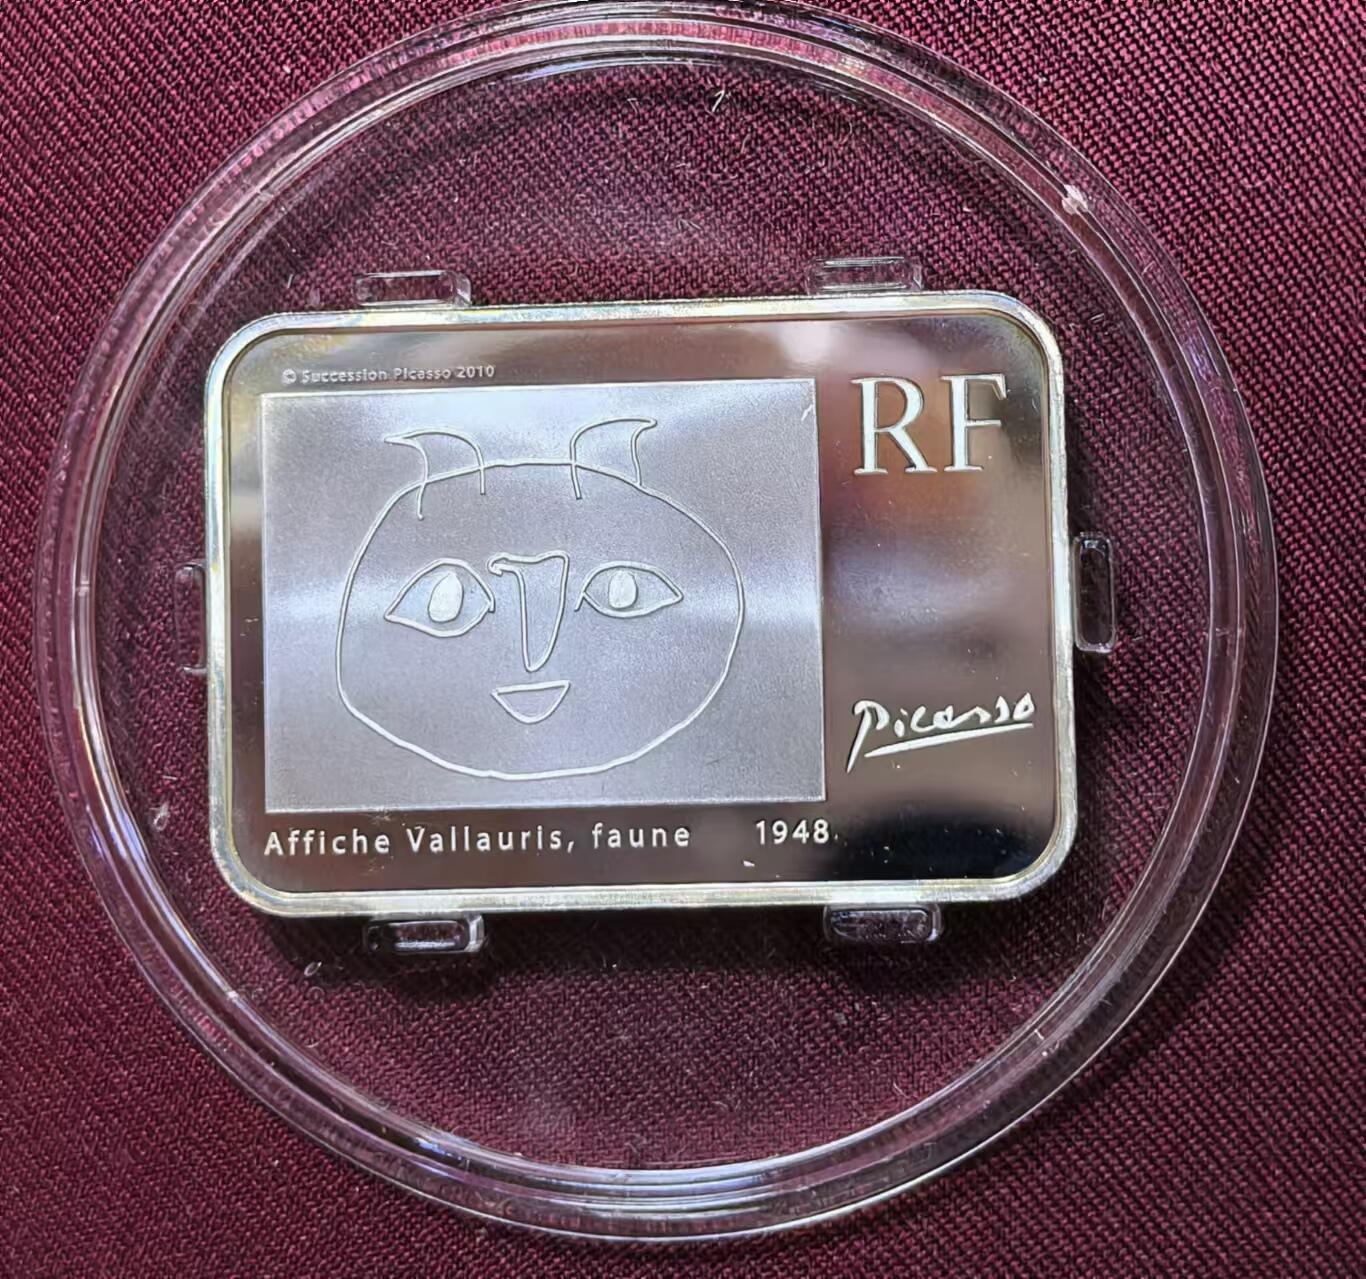 © Succession Picasso 2010
RF
Picasso
Affiche Vallauris, faune 1948